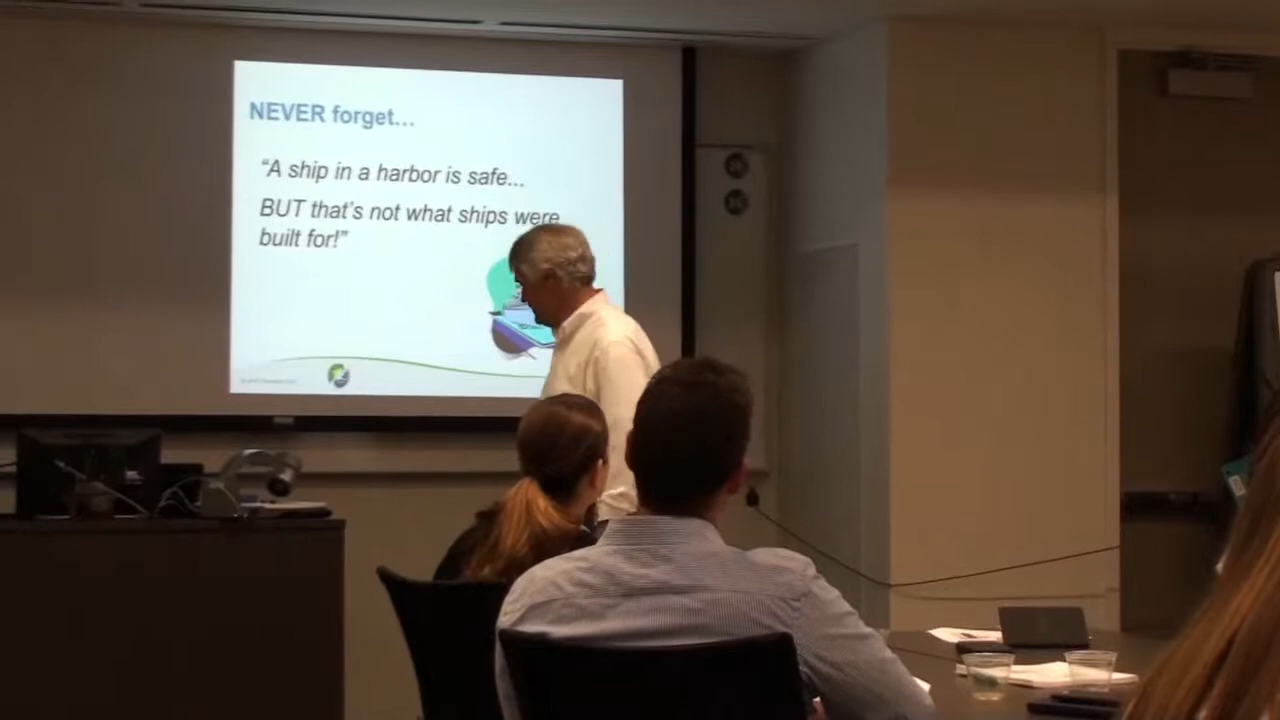 NEVER forget...
“A ship in a harbor is safe...
BUT that's not what ships were
built for!”